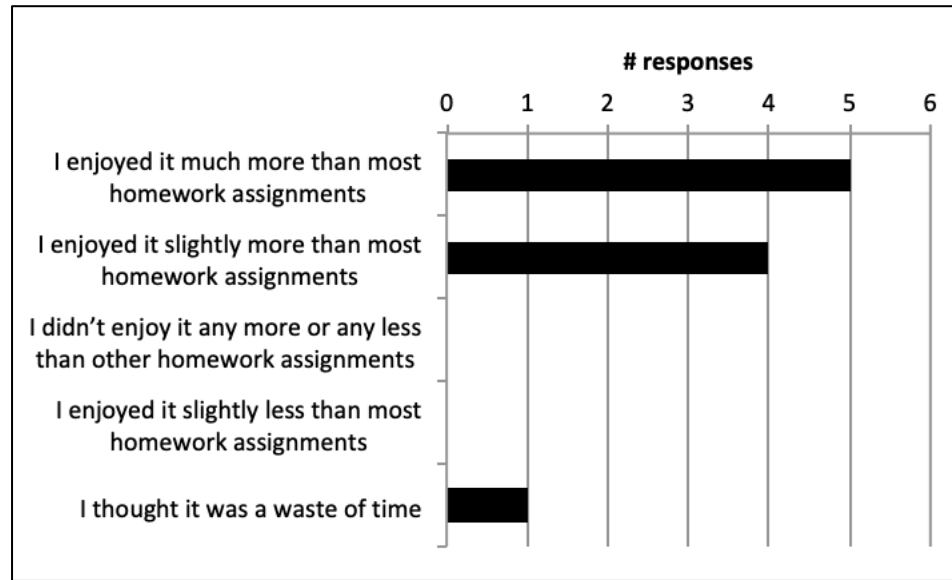 # responses
0 1 2 3 4 5 6
I enjoyed it much more than most
homework assignments
I enjoyed it slightly more than most
homework assignments
I didn’t enjoy it any more or any less
than other homework assignments
I enjoyed it slightly less than most
homework assignments
I thought it was a waste of time